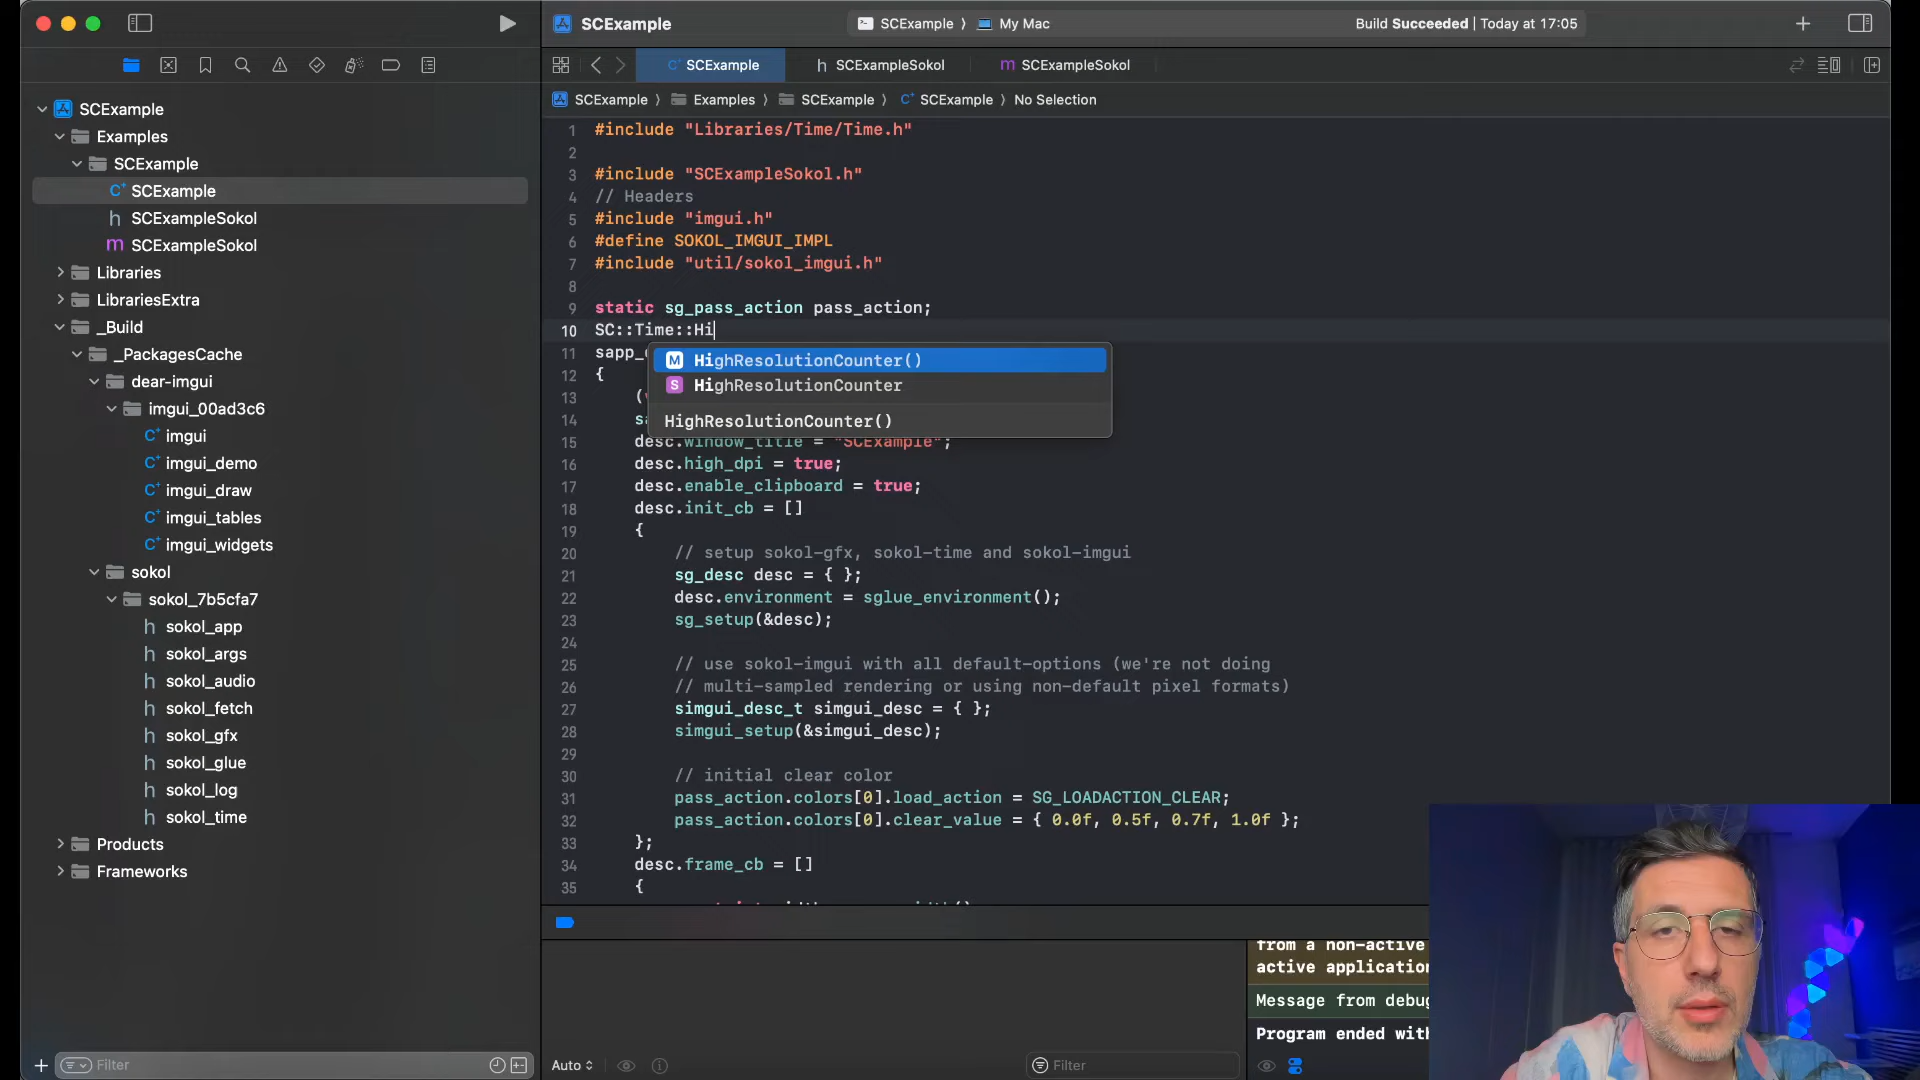 SCExample
SCExample 〉 My Mac
Build Succeeded | Today at 17:05
SCExample
SCExampleSokol
SCExampleSokol
SCExample 〉 Examples 〉 SCExample 〉 SCExample 〉 No Selection
SCExample
Examples
SCExample
SCExample
SCExampleSokol
SCExampleSokol
Libraries
LibrariesExtra
_Build
_PackagesCache
dear-imgui
imgui_00ad3c6
imgui
imgui_demo
imgui_draw
imgui_tables
imgui_widgets
sokol
sokol_7b5cfa7
sokol_app
sokol_args
sokol_audio
sokol_fetch
sokol_gfx
sokol_glue
sokol_log
sokol_time
Products
Frameworks
Filter
1 #include "Libraries/Time/Time.h"
2
3 #include "SCExampleSokol.h"
4 // Headers
5 #include "imgui.h"
6 #define SOKOL_IMGUI_IMPL
7 #include "util/sokol_imgui.h"
8
9 static sg_pass_action pass_action;
10 SC::Time::Hi
11 sapp_
M HighResolutionCounter()
S HighResolutionCounter
HighResolutionCounter()
12 {
13 (
14 sa
15 desc.window_title = "SCExample";
16 desc.high_dpi = true;
17 desc.enable_clipboard = true;
18 desc.init_cb = []
19 {
20 // setup sokol-gfx, sokol-time and sokol-imgui
21 sg_desc desc = { };
22 desc.environment = sglue_environment();
23 sg_setup(&desc);
24
25 // use sokol-imgui with all default-options (we're not doing
26 // multi-sampled rendering or using non-default pixel formats)
27 simgui_desc_t simgui_desc = { };
28 simgui_setup(&simgui_desc);
29
30 // initial clear color
31 pass_action.colors[0].load_action = SG_LOADACTION_CLEAR;
32 pass_action.colors[0].clear_value = { 0.0f, 0.5f, 0.7f, 1.0f };
33 };
34 desc.frame_cb = []
35 {
from a non-active
active application
Message from debug
Program ended with
Auto
Filter